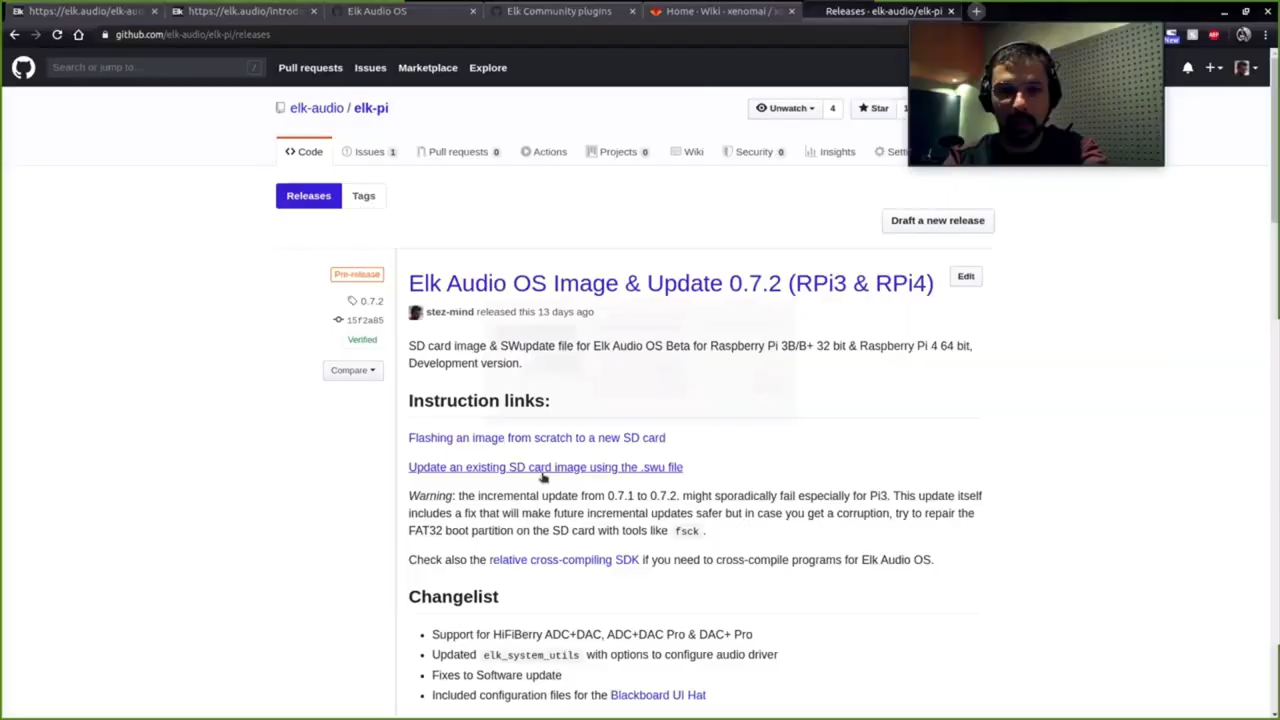 Elk https://elk.audio/elk-au × Elk https://elk.audio/introd × Elk Audio OS × Elk Community plugins × Home · Wiki · xenomai / xe × Releases · elk-audio/elk-pi × +
github.com/elk-audio/elk-pi/releases
New
ABP
Search or jump to... /
Pull requests Issues Marketplace Explore
elk-audio / elk-pi
Unwatch 4 Star 1
Code Issues 1 Pull requests 0 Actions Projects 0 Wiki Security 0 Insights Setti
Releases Tags
Draft a new release
Pre-release
0.7.2
15f2a85
Verified
Compare
Elk Audio OS Image & Update 0.7.2 (RPi3 & RPi4)
Edit
stez-mind released this 13 days ago
SD card image & SWupdate file for Elk Audio OS Beta for Raspberry Pi 3B/B+ 32 bit & Raspberry Pi 4 64 bit,
Development version.
Instruction links:
Flashing an image from scratch to a new SD card
Update an existing SD card image using the .swu file
Warning: the incremental update from 0.7.1 to 0.7.2. might sporadically fail especially for Pi3. This update itself
includes a fix that will make future incremental updates safer but in case you get a corruption, try to repair the
FAT32 boot partition on the SD card with tools like fsck .
Check also the relative cross-compiling SDK if you need to cross-compile programs for Elk Audio OS.
Changelist
• Support for HiFiBerry ADC+DAC, ADC+DAC Pro & DAC+ Pro
• Updated elk_system_utils with options to configure audio driver
• Fixes to Software update
• Included configuration files for the Blackboard UI Hat